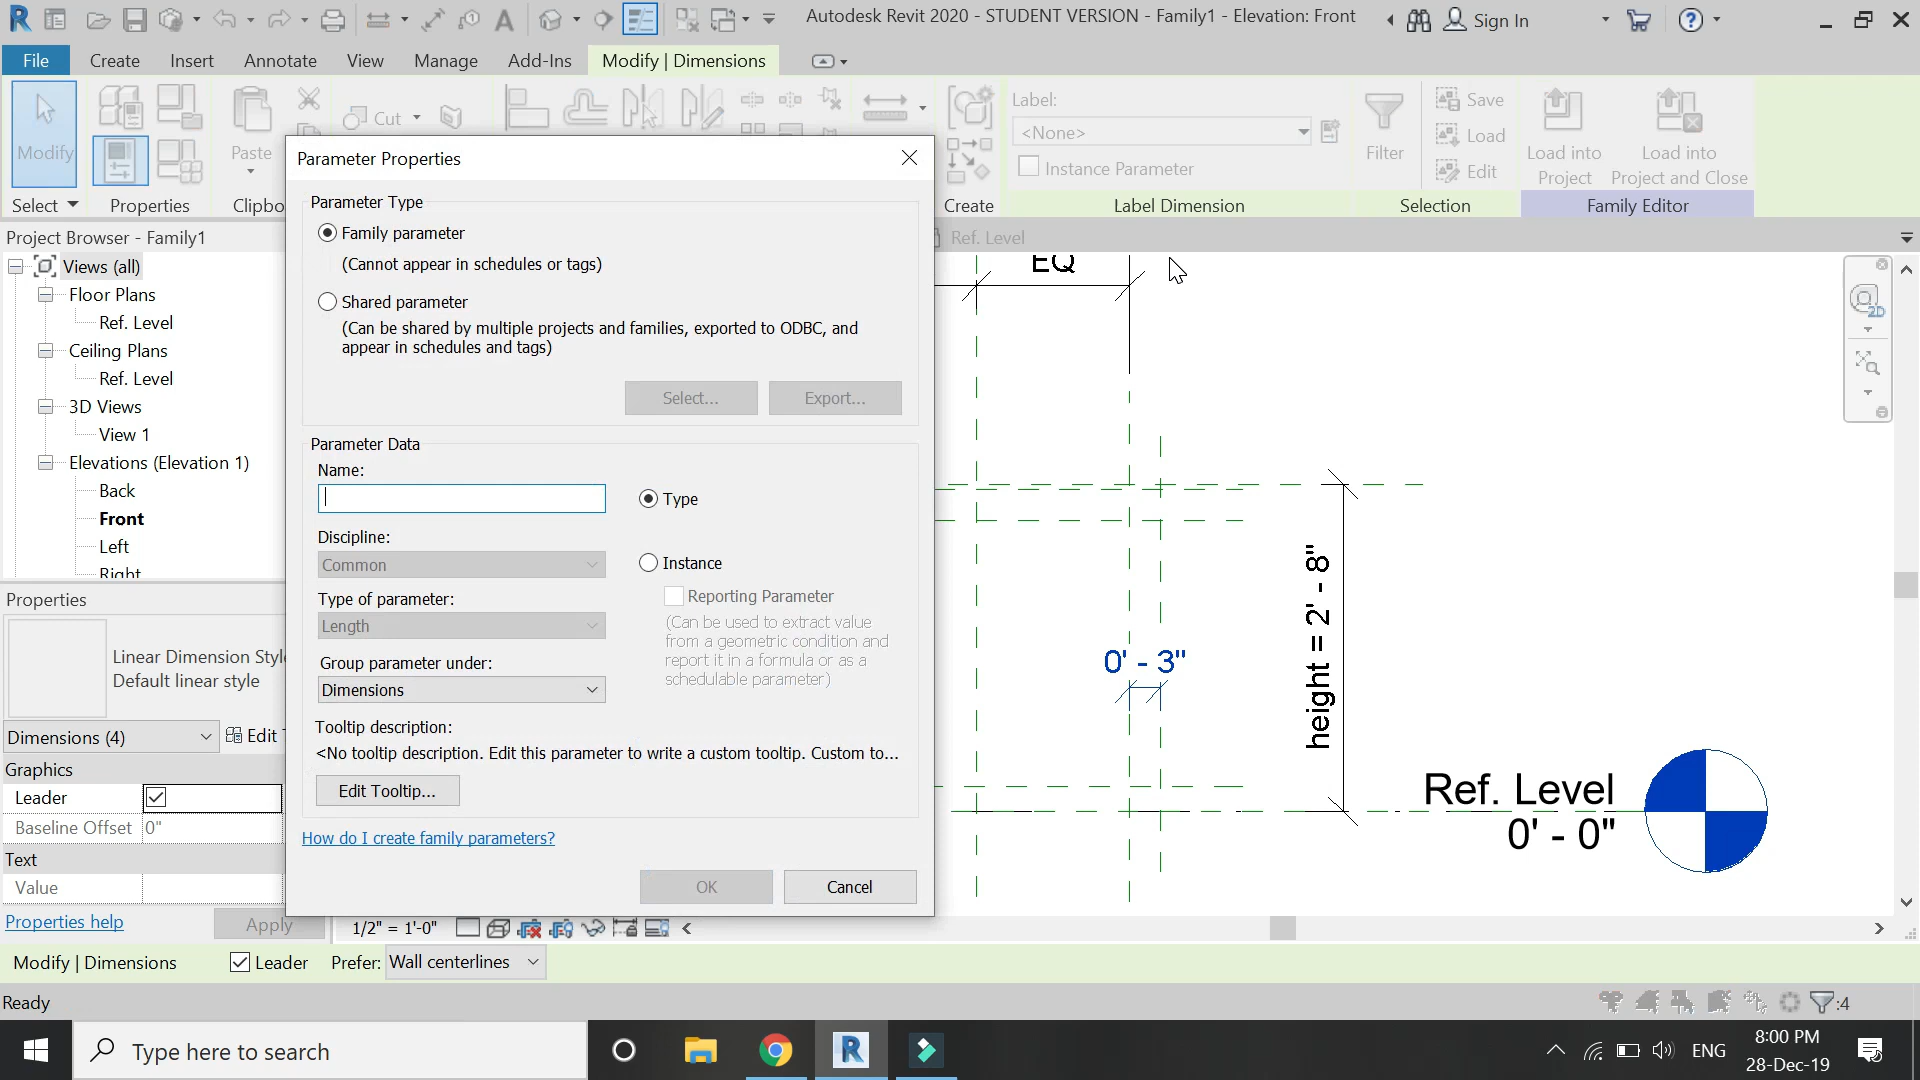 Autodesk Revit 2020 - STUDENT VERSION - Family1 - Elevation: Front
Sign In
File
Create
Insert
Annotate
View
Manage
Add-Ins
Modify | Dimensions
Modify
Cut
Paste
Label:
<None>
Instance Parameter
Filter
Save
Load
Edit
Load into
Project
Load into
Project and Close
Select
Properties
Clipbo
Create
Label Dimension
Selection
Family Editor
Project Browser - Family1
Views (all)
Floor Plans
Ref. Level
Ceiling Plans
Ref. Level
3D Views
View 1
Elevations (Elevation 1)
Back
Front
Left
Right
Properties
Linear Dimension Style
Default linear style
Dimensions (4)
Edit
Graphics
Leader
Baseline Offset
0"
Text
Value
Properties help
Apply
Parameter Properties
Parameter Type
Family parameter
(Cannot appear in schedules or tags)
Shared parameter
(Can be shared by multiple projects and families, exported to ODBC, and
appear in schedules and tags)
Select...
Export...
Parameter Data
Name:
Type
Discipline:
Common
Instance
Type of parameter:
Length
Reporting Parameter
(Can be used to extract value
from a geometric condition and
report it in a formula or as a
schedulable parameter)
Group parameter under:
Dimensions
Tooltip description:
<No tooltip description. Edit this parameter to write a custom tooltip. Custom to...
Edit Tooltip...
How do I create family parameters?
OK
Cancel
Ref. Level
EQ
0' - 3"
height = 2' - 8"
Ref. Level
0' - 0"
2D
1/2" = 1'-0"
Modify | Dimensions
Leader
Prefer:
Wall centerlines
Ready
:4
Type here to search
ENG
8:00 PM
28-Dec-19